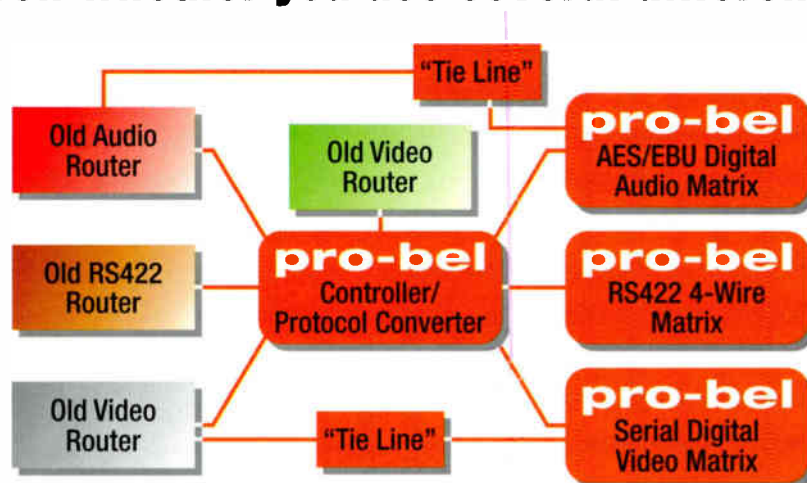 "Tie Line"
Old Audio
Router
Old Video
Router
pro-bel
AES/EBU Digital
Audio Matrix
Old RS422
Router
pro-bel
Controller/
Protocol Converter
pro-bel
RS422 4-Wire
Matrix
Old Video
Router
"Tie Line"
pro-bel
Serial Digital
Video Matrix